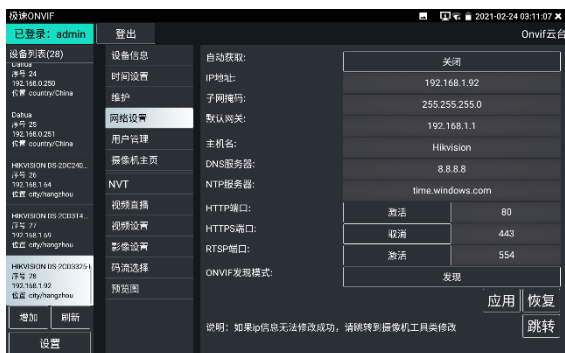 极速ONVIF
2021-02-24 03:11:07 X
已登录：admin
登出
Onvif云台
设备列表(28)
Dahua
序号 24
192.168.0.250
位置 country/China
Dahua
序号 25
192.168.0.251
位置 country/China
HIKVISION DS-2DC240...
序号 26
192.168.1.64
位置 city/hangzhou
HIKVISION DS-2CD314...
序号 27
192.168.1.69
位置 city/hangzhou
HIKVISION DS-2CD3325-I
序号 28
192.168.1.92
位置 city/hangzhou
增加
刷新
设置
设备信息
时间设置
维护
网络设置
用户管理
摄像机主页
NVT
视频直播
视频设置
影像设置
码流选择
预览图
自动获取：
关闭
IP地址：
192.168.1.92
子网掩码：
255.255.255.0
默认网关：
192.168.1.1
主机名：
Hikvision
DNS服务器：
8.8.8.8
NTP服务器：
time.windows.com
HTTP端口：
激活
80
HTTPS端口：
取消
443
RTSP端口：
激活
554
ONVIF发现模式：
发现
应用
恢复
说明：如果ip信息无法修改成功，请跳转到摄像机工具类修改
跳转